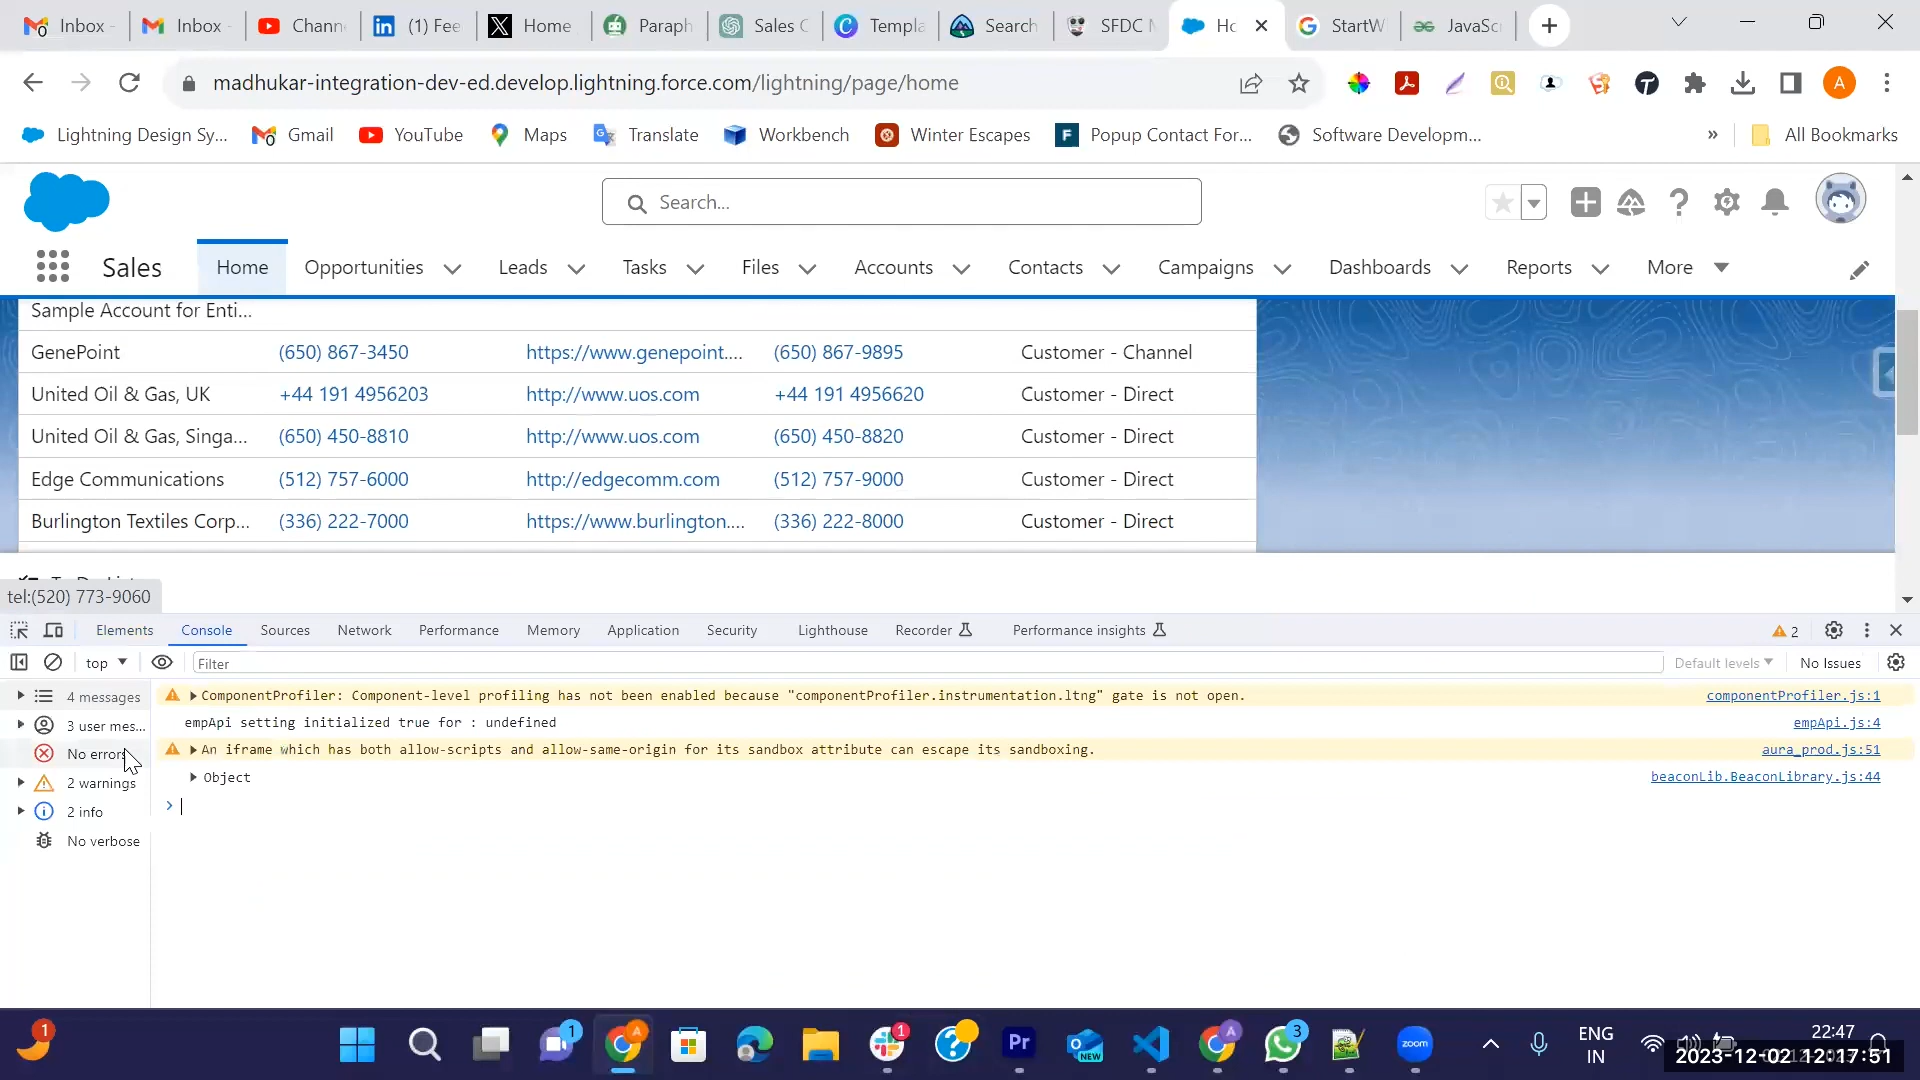 Inbox
Inbox
Chann
(1) Fee
Home
Paraph
Sales C
Templa
Search
SFDC
Ho
StartW
JavaSc
madhukar-integration-dev-ed.develop.lightning.force.com/lightning/page/home
A
Lightning Design Sy...
Gmail
YouTube
Maps
Translate
Workbench
Winter Escapes
Popup Contact For...
Software Developm...
»
All Bookmarks
Search...
Sales
Home
Opportunities
Leads
Tasks
Files
Accounts
Contacts
Campaigns
Dashboards
Reports
More
Sample Account for Enti...
GenePoint (650) 867-3450 https://www.genepoint.... (650) 867-9895 Customer - Channel
United Oil & Gas, UK +44 191 4956203 http://www.uos.com +44 191 4956620 Customer - Direct
United Oil & Gas, Singa... (650) 450-8810 http://www.uos.com (650) 450-8820 Customer - Direct
Edge Communications (512) 757-6000 http://edgecomm.com (512) 757-9000 Customer - Direct
Burlington Textiles Corp... (336) 222-7000 https://www.burlington.... (336) 222-8000 Customer - Direct
tel:(520) 773-9060
Elements
Console
Sources
Network
Performance
Memory
Application
Security
Lighthouse
Recorder
Performance insights
2
top
Filter
Default levels
No Issues
4 messages
3 user mes...
No errors
2 warnings
2 info
No verbose
ComponentProfiler: Component-level profiling has not been enabled because "componentProfiler.instrumentation.ltng" gate is not open. componentProfiler.js:1
empApi setting initialized true for : undefined empApi.js:4
An iframe which has both allow-scripts and allow-same-origin for its sandbox attribute can escape its sandboxing. aura_prod.js:51
Object beaconLib.BeaconLibrary.js:44
>
1
1
A
1
Pr
NEW
A
3
zoom
ENG
IN
22:47
2023-12-02 12:17:51